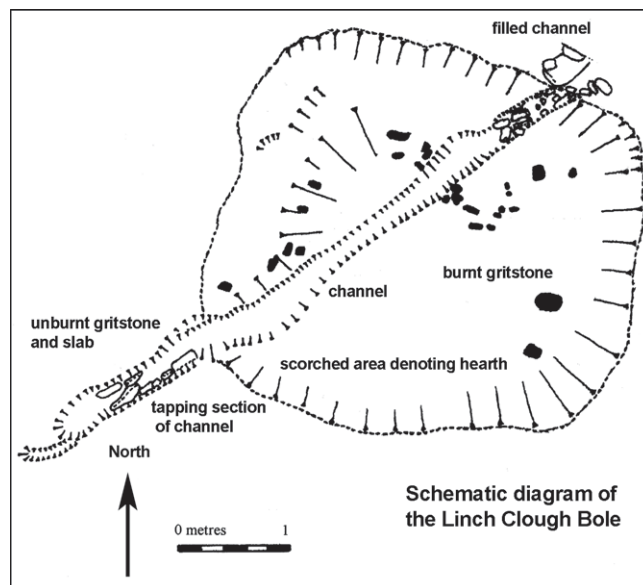 filled channel
burnt gritstone
channel
unburnt gritstone
and slab
scorched area denoting hearth
tapping section
of channel
North
0 metres 1
Schematic diagram of
the Linch Clough Bole